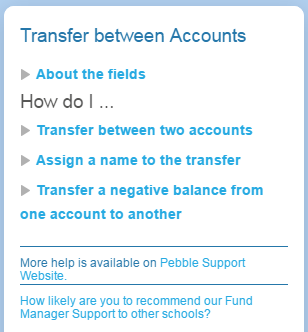 Transfer between Accounts
About the fields
How do I ...
Transfer between two accounts
Assign a name to the transfer
Transfer a negative balance from
one account to another
More help is available on Pebble Support
Website.
How likely are you to recommend our Fund
Manager Support to other schools?